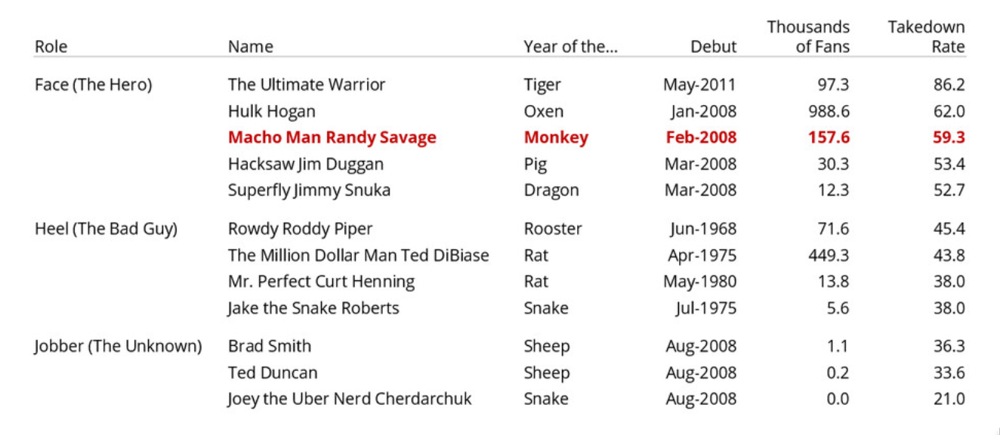 Role Name Year of the... Debut Thousands of Fans Takedown Rate
Face (The Hero) The Ultimate Warrior Tiger May-2011 97.3 86.2
Hulk Hogan Oxen Jan-2008 988.6 62.0
Macho Man Randy Savage Monkey Feb-2008 157.6 59.3
Hacksaw Jim Duggan Pig Mar-2008 30.3 53.4
Superfly Jimmy Snuka Dragon Mar-2008 12.3 52.7
Heel (The Bad Guy) Rowdy Roddy Piper Rooster Jun-1968 71.6 45.4
The Million Dollar Man Ted DiBiase Rat Apr-1975 449.3 43.8
Mr. Perfect Curt Henning Rat May-1980 13.8 38.0
Jake the Snake Roberts Snake Jul-1975 5.6 38.0
Jobber (The Unknown) Brad Smith Sheep Aug-2008 1.1 36.3
Ted Duncan Sheep Aug-2008 0.2 33.6
Joey the Uber Nerd Cherdarchuk Snake Aug-2008 0.0 21.0